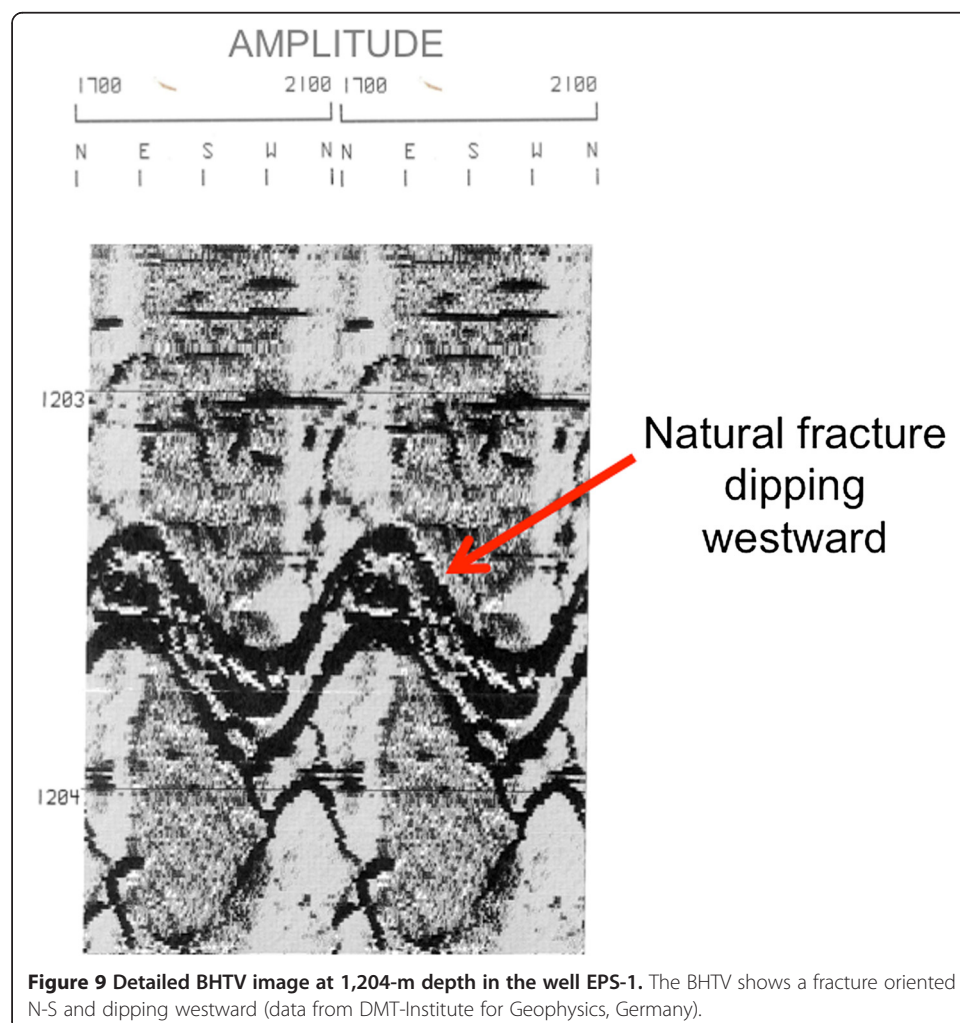 AMPLITUDE
1700 2100 1700 2100
N E S W N N E S W N
1203
Natural fracture
dipping
westward
1204
Figure 9 Detailed BHTV image at 1,204-m depth in the well EPS-1. The BHTV shows a fracture oriented
N-S and dipping westward (data from DMT-Institute for Geophysics, Germany).